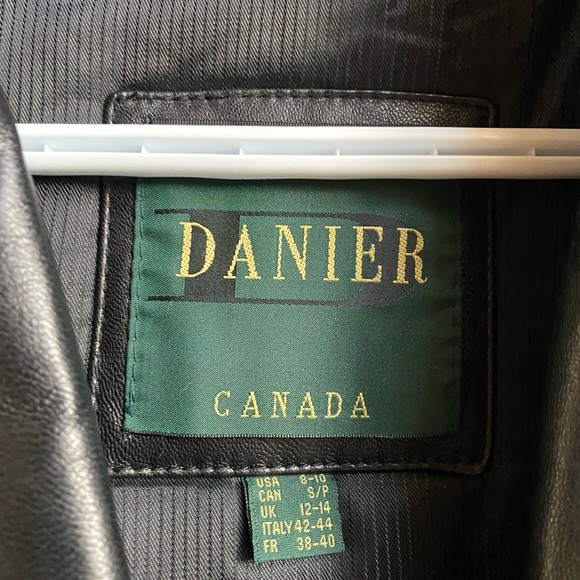 DANIER
CANADA
USA 8-10
CAN S/P
UK 12-14
ITALY 42-44
FR 38-40